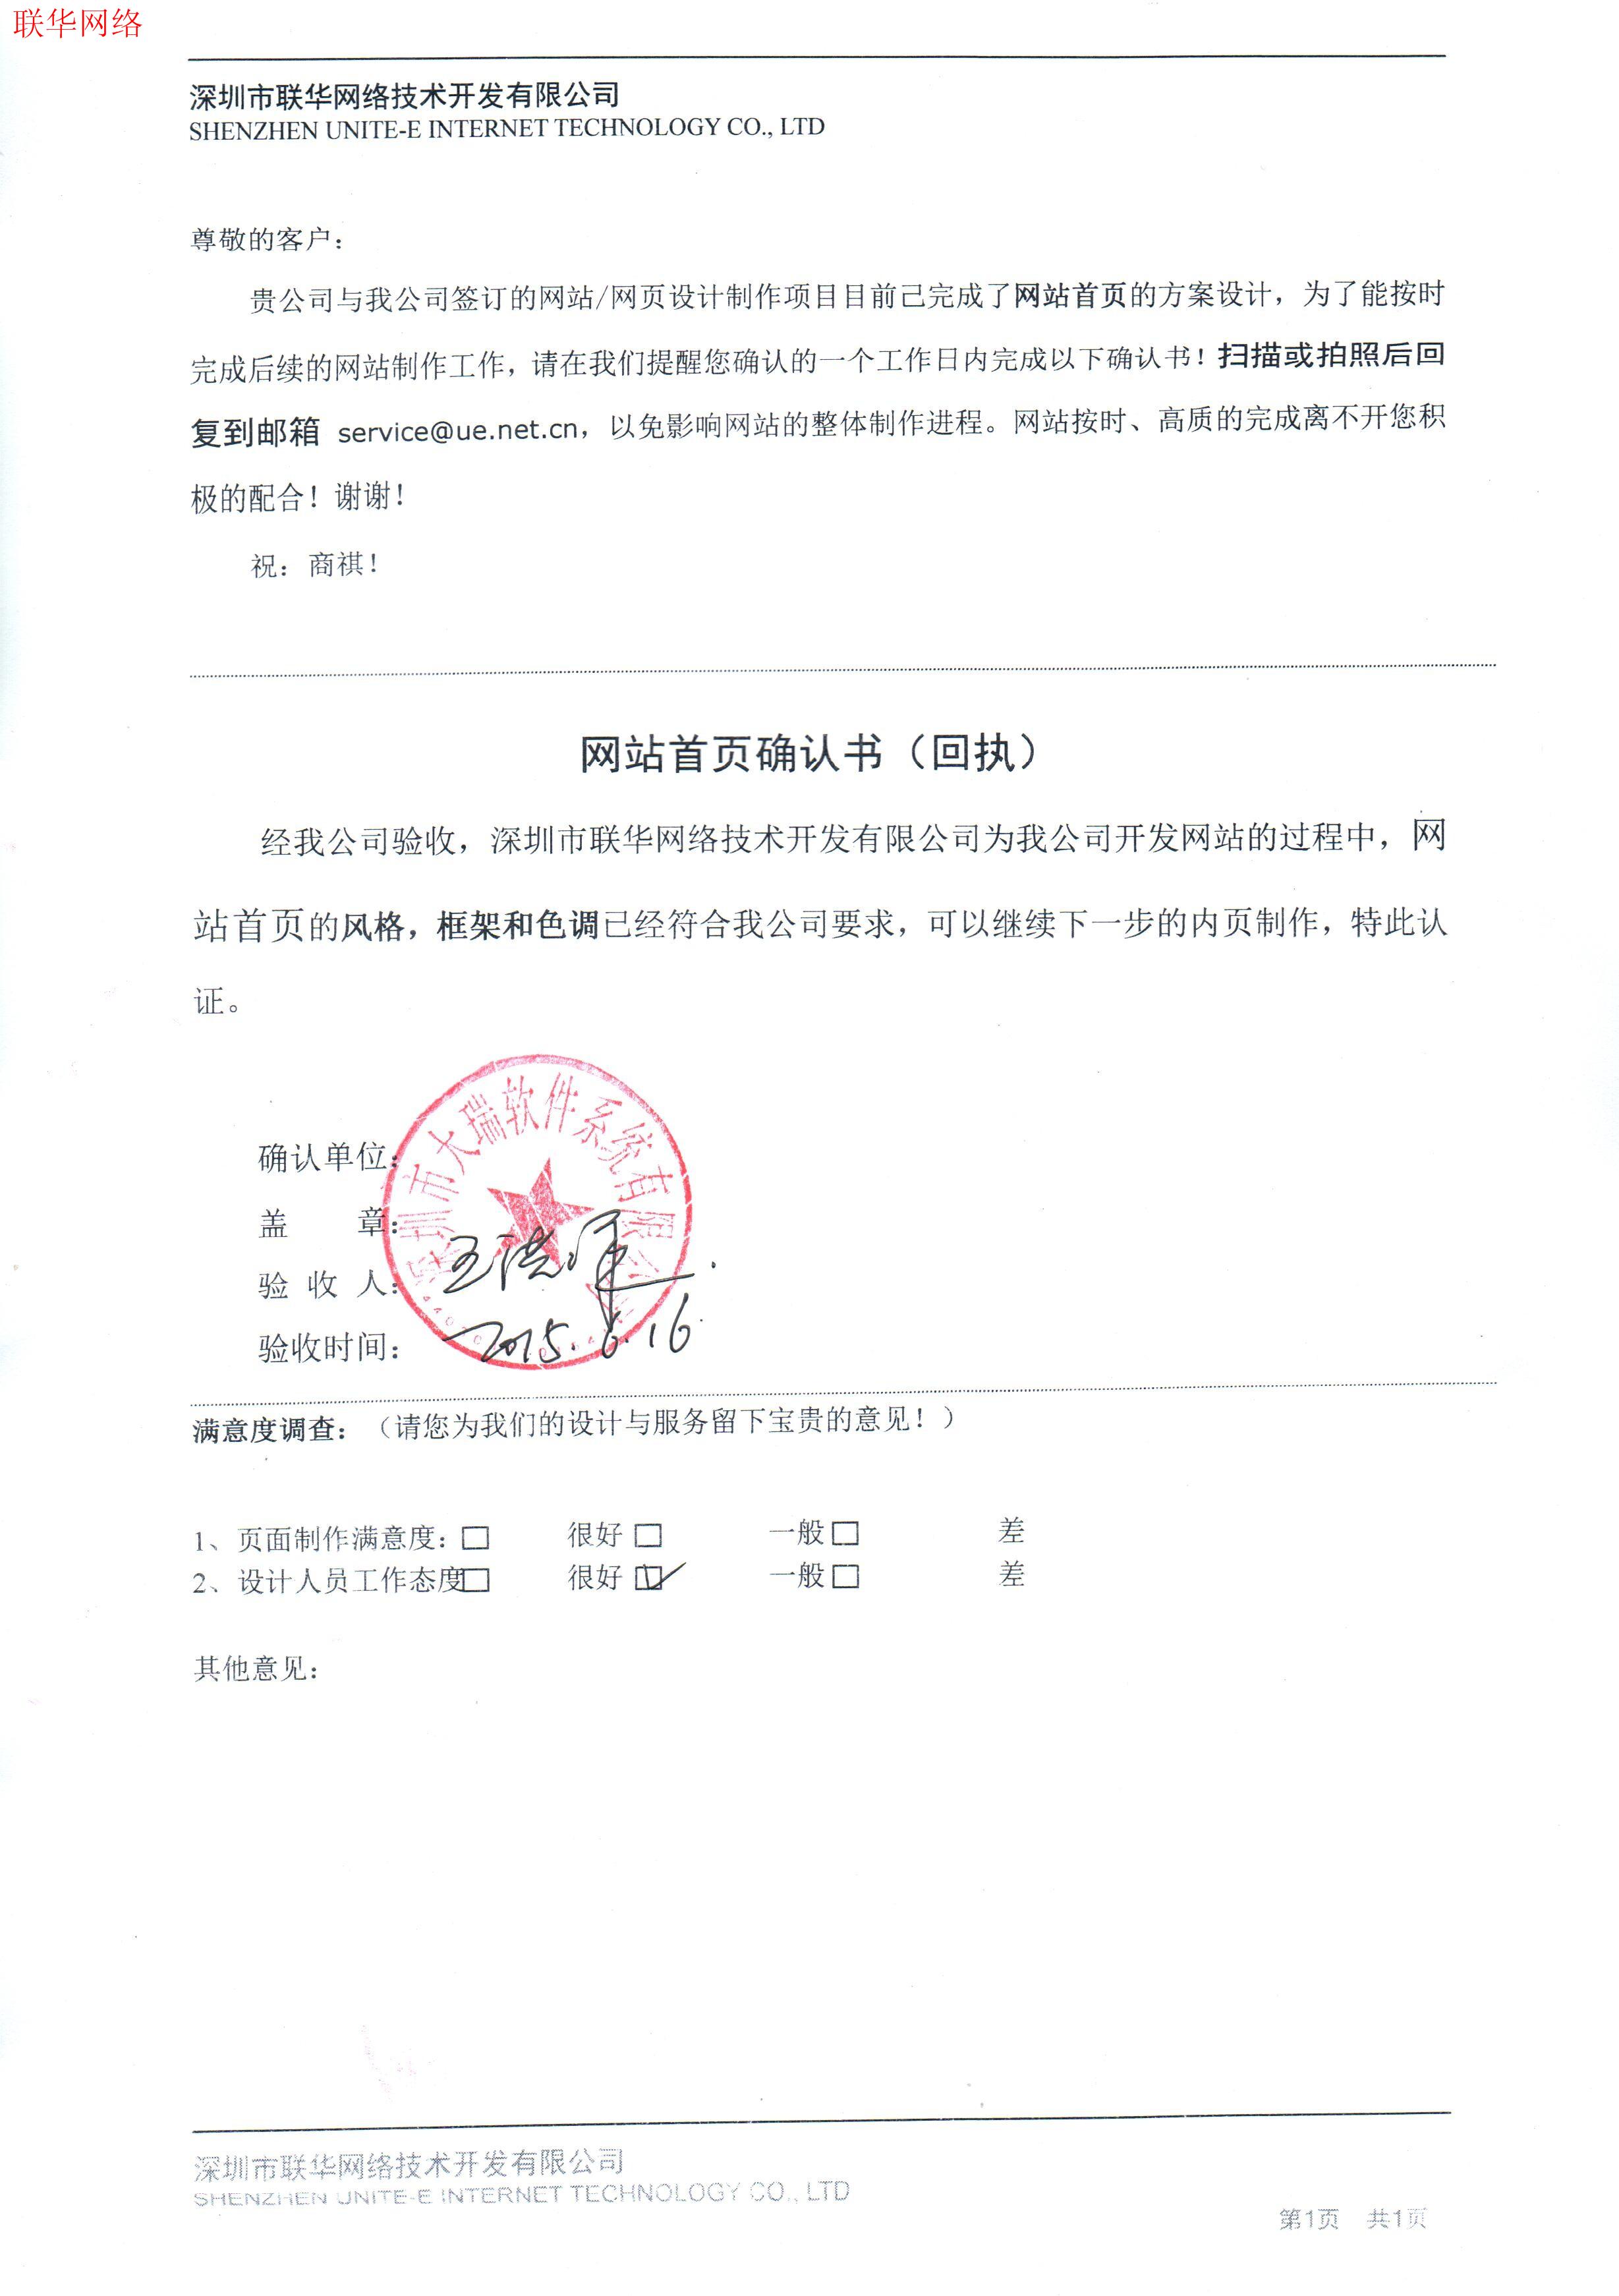 联华网络
深圳市联华网络技术开发有限公司
SHENZHEN UNITE-E INTERNET TECHNOLOGY CO., LTD
尊敬的客户：
贵公司与我公司签订的网站/网页设计制作项目目前己完成了网站首页的方案设计，为了能按时
完成后续的网站制作工作，请在我们提醒您确认的一个工作日内完成以下确认书！扫描或拍照后回
复到邮箱 service@ue.net.cn，以免影响网站的整体制作进程。网站按时、高质的完成离不开您积
极的配合！谢谢！
祝：商祺！
网站首页确认书（回执）
经我公司验收，深圳市联华网络技术开发有限公司为我公司开发网站的过程中，网
站首页的风格，框架和色调已经符合我公司要求，可以继续下一步的内页制作，特此认
证。
深圳市大瑞软件系统有限公司
确认单位：
盖 章：
验 收 人：王洪
验收时间：2015.6.16
满意度调查：（请您为我们的设计与服务留下宝贵的意见！）
1、页面制作满意度：□ 很好 □ 一般 □ 差
2、设计人员工作态度□ 很好 ☑ 一般 □ 差
其他意见：
深圳市联华网络技术开发有限公司
SHENZHEN UNITE-E INTERNET TECHNOLOGY CO., LTD
第1页 共1页